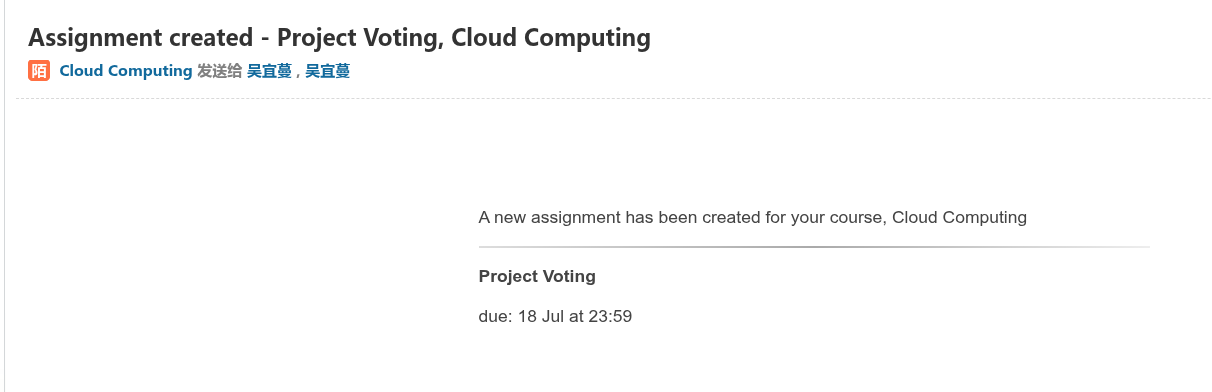 Assignment created - Project Voting, Cloud Computing
陌 Cloud Computing 发送给 吴宜蔓 , 吴宜蔓
A new assignment has been created for your course, Cloud Computing
Project Voting
due: 18 Jul at 23:59